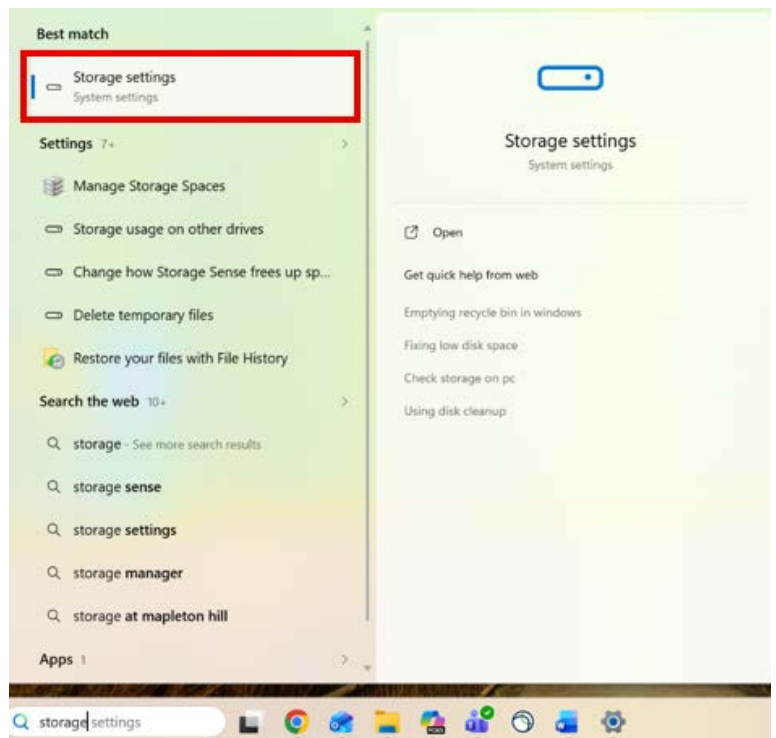 Best match
Storage settings
System settings
Settings 7+
Manage Storage Spaces
Storage usage on other drives
Change how Storage Sense frees up sp...
Delete temporary files
Restore your files with File History
Search the web 10+
storage - See more search results
storage sense
storage settings
storage manager
storage at mapleton hill
Apps 1
Storage settings
System settings
Open
Get quick help from web
Emptying recycle bin in windows
Fixing low disk space
Check storage on pc
Using disk cleanup
storage settings